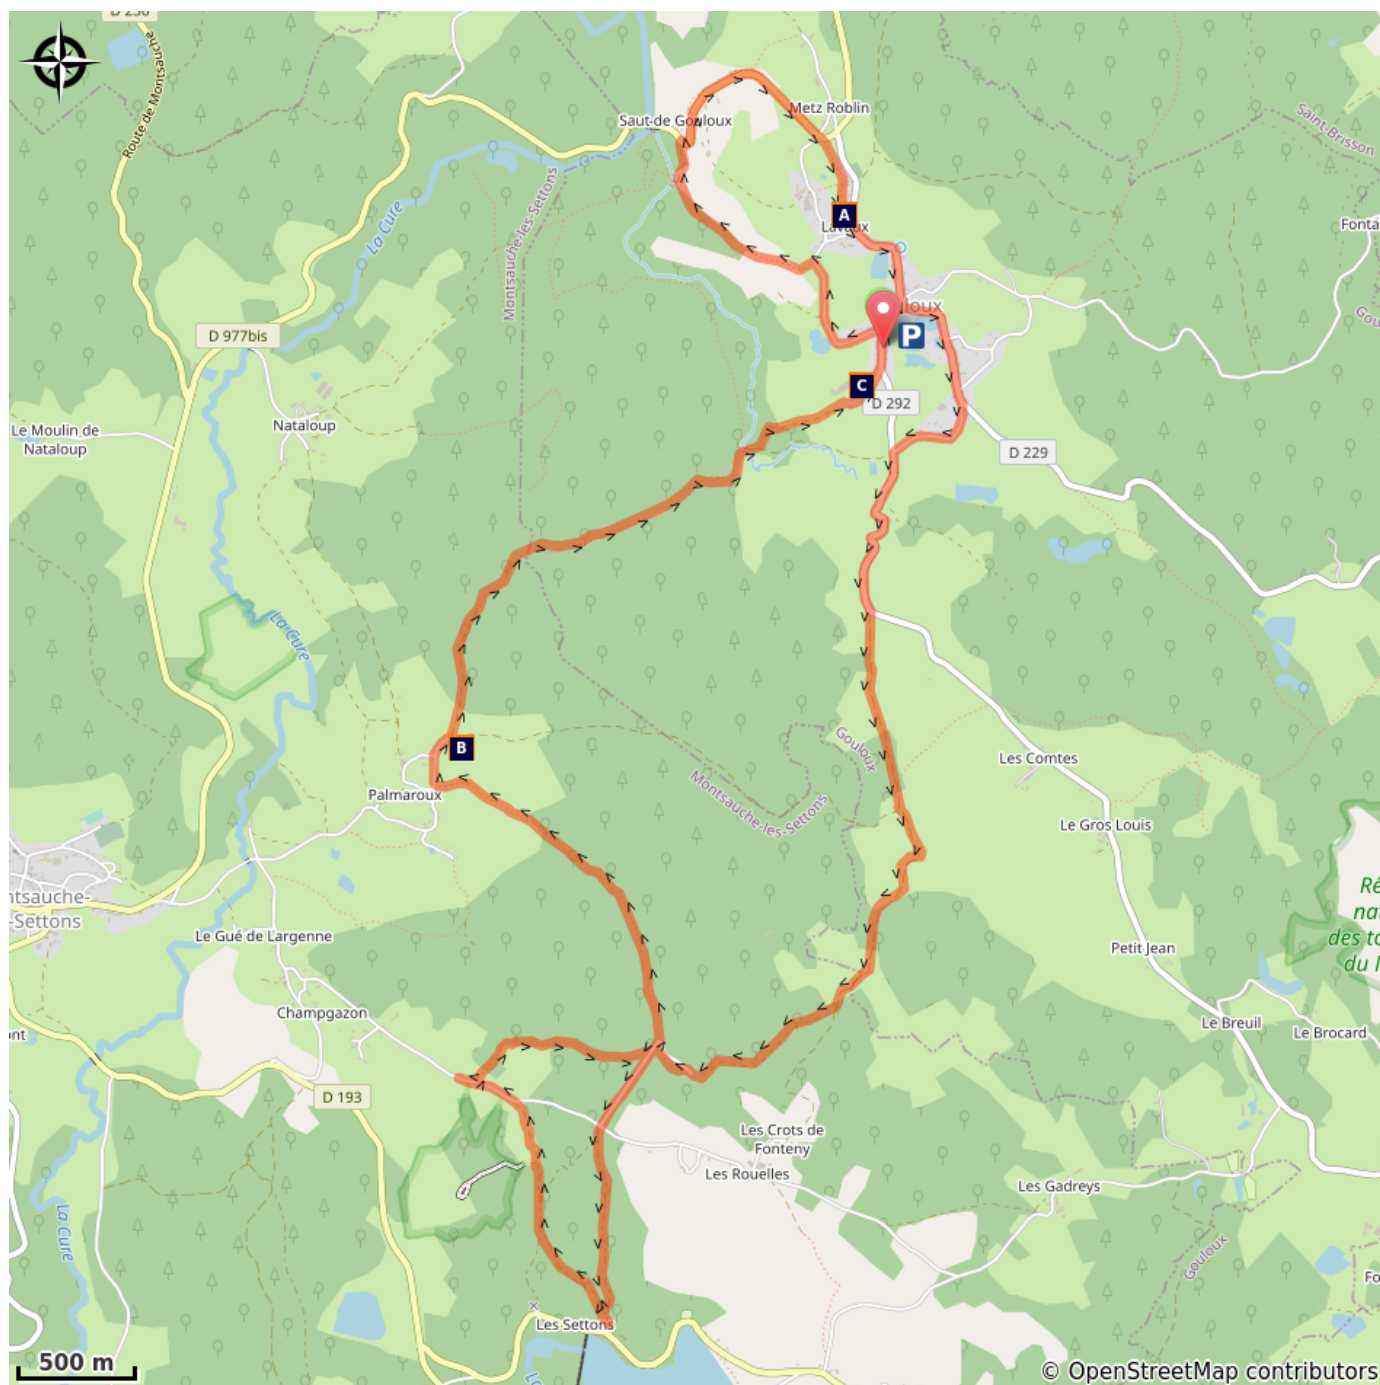 D 236
Route de Montsauche
Saut-de Gouloux
Metz Roblin
Saint-Brisson
La Cure
Montsauche-les-Settons
A
D 977bis
P
C
D 292
Le Moulin de
Nataloup
Nataloup
D 229
La Cure
B
Palmaroux
Gouloux
Montsauche-les-Settons
Les Comtes
Le Gros Louis
Le Gué de Largenne
Petit Jean
Champgazon
Le Breuil
Le Brocard
D 193
Les Crots de
Fonteny
Les Rouelles
Les Gadreys
La Cure
Gouloux
Les Settons
500 m
© OpenStreetMap contributors